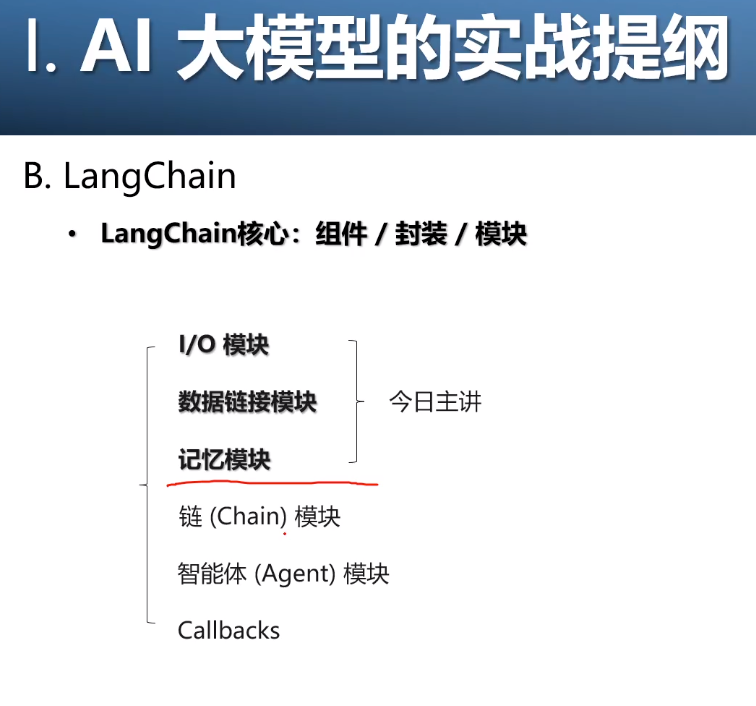 I. AI 大模型的实战提纲
B. LangChain
• LangChain核心：组件 / 封装 / 模块
I/O 模块
数据链接模块
今日主讲
记忆模块
链 (Chain) 模块
智能体 (Agent) 模块
Callbacks